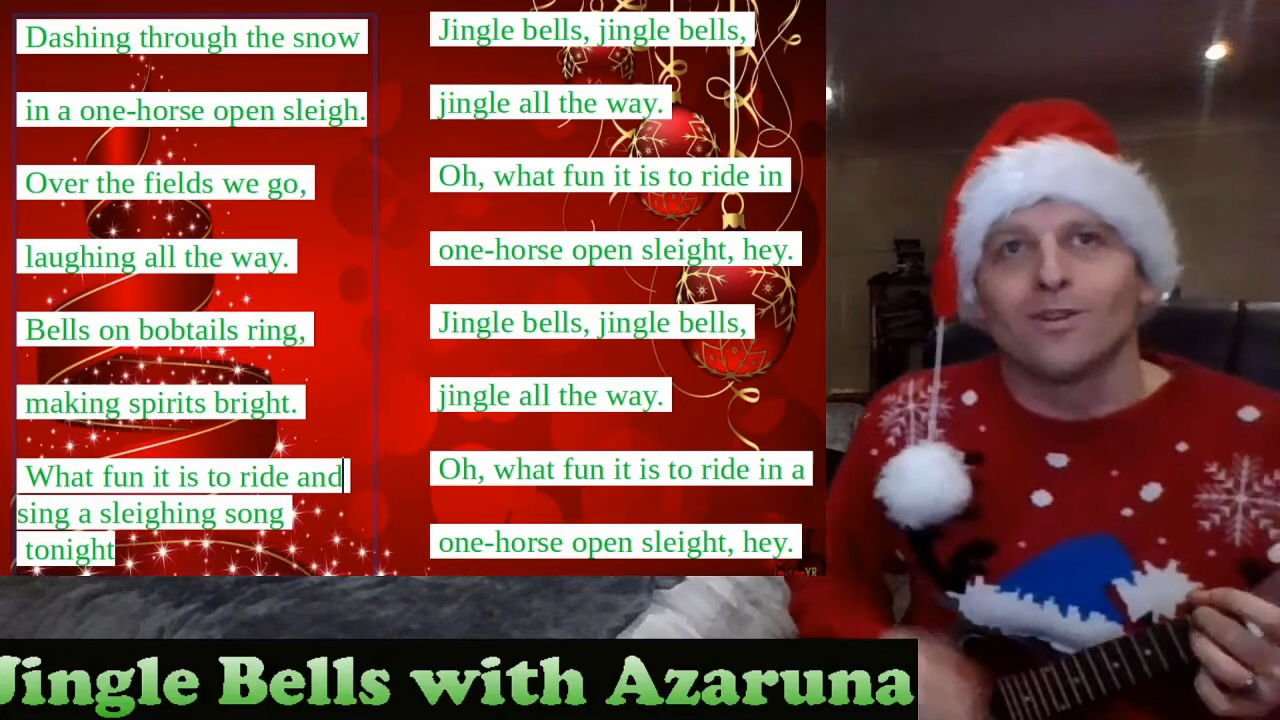 Dashing through the snow
in a one-horse open sleigh.
Over the fields we go,
laughing all the way.
Bells on bobtails ring,
making spirits bright.
What fun it is to ride and
sing a sleighing song
tonight
Jingle bells, jingle bells,
jingle all the way.
Oh, what fun it is to ride in
one-horse open sleight, hey.
Jingle bells, jingle bells,
jingle all the way.
Oh, what fun it is to ride in a
one-horse open sleight, hey.
Jingle Bells with Azaruna